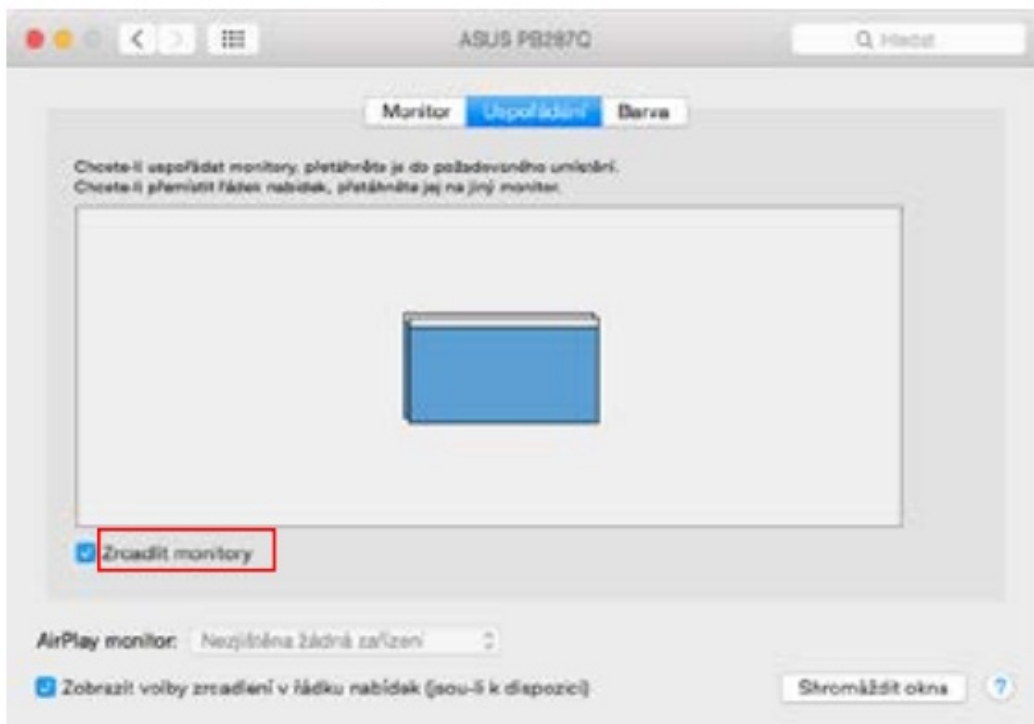 ASUS PB287Q
Hledat
Monitor
Uspořádání
Barva
Chcete-li uspořádat monitory, přetáhněte je do požadovaného umístění.
Chcete-li přemístit řádek nabídek, přetáhněte jej na jiný monitor.
Zrcadlit monitory
AirPlay monitor: Nezjištěna žádná zařízení
Zobrazit volby zrcadlení v řádku nabídek (jsou-li k dispozici)
Shromáždit okna
?